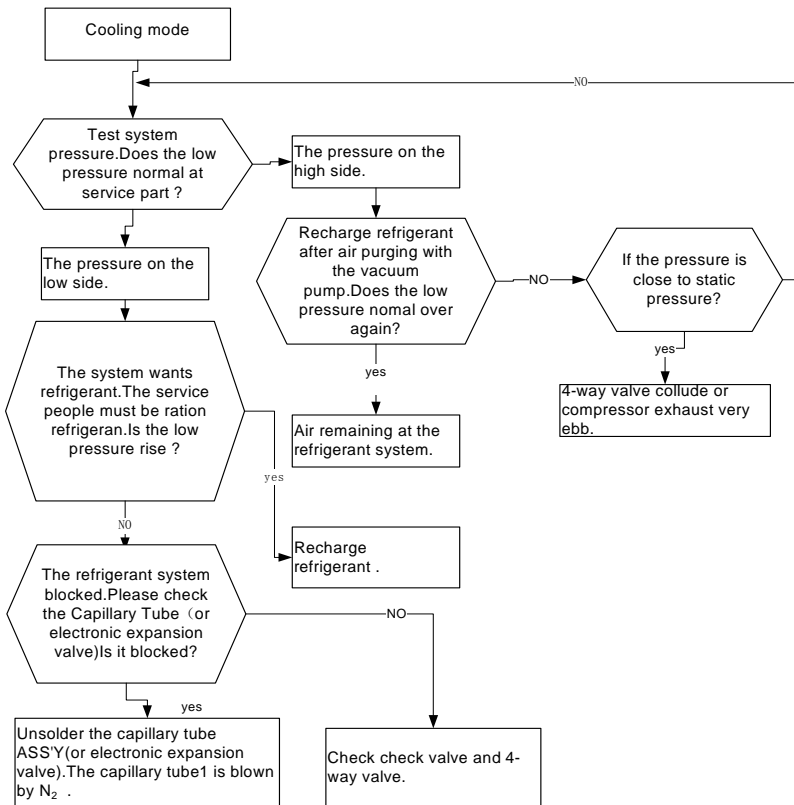 Cooling mode
NO
Test system
pressure.Does the low
pressure normal at
service part ?
The pressure on the
high side.
The pressure on the
low side.
Recharge refrigerant
after air purging with
the vacuum
pump.Does the low
pressure nomal over
again?
NO
If the pressure is
close to static
pressure?
yes
4-way valve collude or
compressor exhaust very
ebb.
yes
Air remaining at the
refrigerant system.
The system wants
refrigerant.The service
people must be ration
refrigeran.Is the low
pressure rise ?
yes
Recharge
refrigerant .
NO
The refrigerant system
blocked.Please check
the Capillary Tube（or
electronic expansion
valve)Is it blocked?
NO
yes
Unsolder the capillary tube
ASS'Y(or electronic expansion
valve).The capillary tube1 is blown
by N₂ .
Check check valve and 4-
way valve.